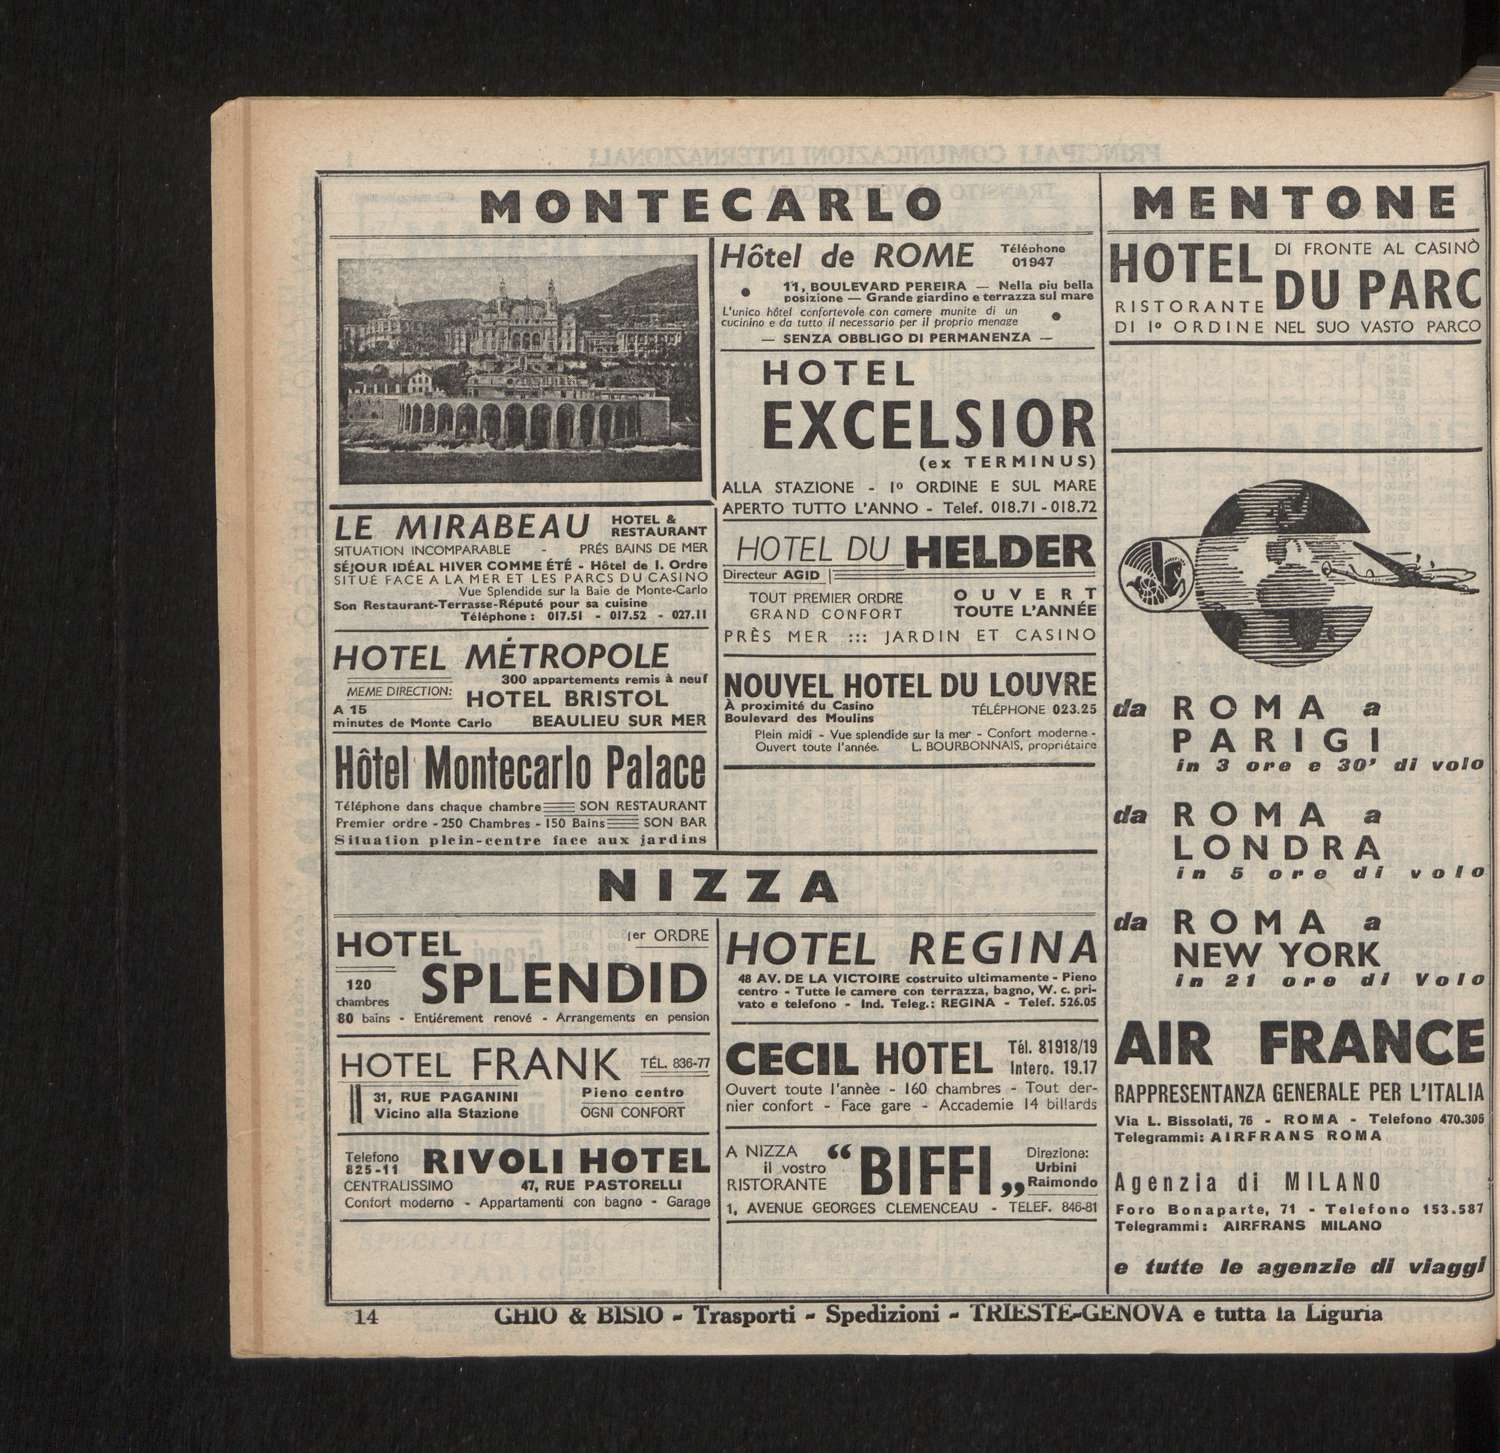 MONTECARLO
Hôtel de ROME Téléphone 01947
11, BOULEVARD PEREIRA — Nella piu bella
posizione — Grande giardino e terrazza sul mare
L'unico hôtel confortevole con camere munite di un
cucinino e da tutto il necessario per il proprio menage
— SENZA OBBLIGO DI PERMANENZA —
HOTEL
EXCELSIOR
(ex TERMINUS)
ALLA STAZIONE - Iº ORDINE E SUL MARE
APERTO TUTTO L'ANNO - Telef. 018.71 - 018.72
LE MIRABEAU HOTEL & RESTAURANT
SITUATION INCOMPARABLE - PRÉS BAINS DE MER
SÉJOUR IDÉAL HIVER COMME ÉTÉ - Hôtel de I. Ordre
SITUÉ FACE A LA MER ET LES PARCS DU CASINO
Vue Splendide sur la Baie de Monte-Carlo
Son Restaurant-Terrasse-Réputé pour sa cuisine
Téléphone : 017.51 - 017.52 - 027.11
HOTEL DU HELDER
Directeur AGID
TOUT PREMIER ORDRE OUVERT
GRAND CONFORT TOUTE L'ANNÉE
PRÈS MER ::: JARDIN ET CASINO
HOTEL MÉTROPOLE
300 appartements remis à neuf
MEME DIRECTION: HOTEL BRISTOL
A 15
minutes de Monte Carlo BEAULIEU SUR MER
NOUVEL HOTEL DU LOUVRE
À proximité du Casino
Boulevard des Moulins TÉLÉPHONE 023.25
Plein midi - Vue splendide sur la mer - Confort moderne -
Ouvert toute l'année. L. BOURBONNAIS, propriétaire
Hôtel Montecarlo Palace
Téléphone dans chaque chambre SON RESTAURANT
Premier ordre - 250 Chambres - 150 Bains SON BAR
Situation plein-centre face aux jardins
NIZZA
HOTEL 1er ORDRE
SPLENDID
120
chambres
80 bains - Entiérement renové - Arrangements en pension
HOTEL REGINA
48 AV. DE LA VICTOIRE costruito ultimamente - Pieno
centro - Tutte le camere con terrazza, bagno, W. c. pri-
vato e telefono - Ind. Teleg.: REGINA - Telef. 526.05
HOTEL FRANK TÉL. 836-77
31, RUE PAGANINI Pieno centro
Vicino alla Stazione OGNI CONFORT
CECIL HOTEL Tél. 81918/19
Interc. 19.17
Ouvert toute l'annèe - 160 chambres - Tout der-
nier confort - Face gare - Accademie 14 billards
Telefono
825-11 RIVOLI HOTEL
CENTRALISSIMO 47, RUE PASTORELLI
Confort moderno - Appartamenti con bagno - Garage
A NIZZA
il vostro
RISTORANTE
“BIFFI„
Direzione:
Urbini
Raimondo
1, AVENUE GEORGES CLEMENCEAU - TELEF. 846-81
MENTONE
HOTEL DI FRONTE AL CASINÒ
DU PARC
RISTORANTE
DI Iº ORDINE NEL SUO VASTO PARCO
da ROMA a
PARIGI
in 3 ore e 30' di volo
da ROMA a
LONDRA
in 5 ore di volo
da ROMA a
NEW YORK
in 21 ore di Volo
AIR FRANCE
RAPPRESENTANZA GENERALE PER L'ITALIA
Via L. Bissolati, 76 - ROMA - Telefono 470.305
Telegrammi: AIRFRANS ROMA
Agenzia di MILANO
Foro Bonaparte, 71 - Telefono 153.587
Telegrammi: AIRFRANS MILANO
e tutte le agenzie di viaggi
14 GHIO & BISIO - Trasporti - Spedizioni - TRIESTE-GENOVA e tutta la Liguria